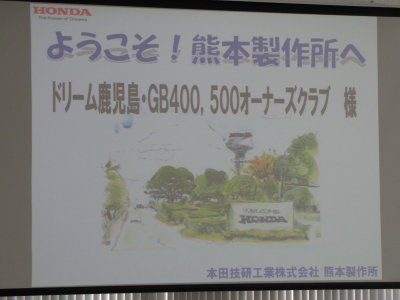 HONDA
The Power of Dreams
ようこそ！熊本製作所へ
ドリーム鹿児島・GB400, 500オーナーズクラブ 様
HONDA
本田技研工業株式会社 熊本製作所